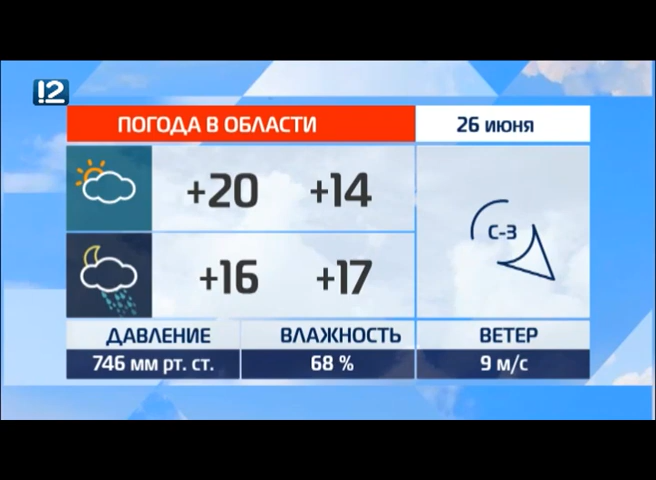 12
ПОГОДА В ОБЛАСТИ
26 июня
+20 +14
С-З
+16 +17
ДАВЛЕНИЕ ВЛАЖНОСТЬ ВЕТЕР
746 мм рт. ст. 68 % 9 м/с